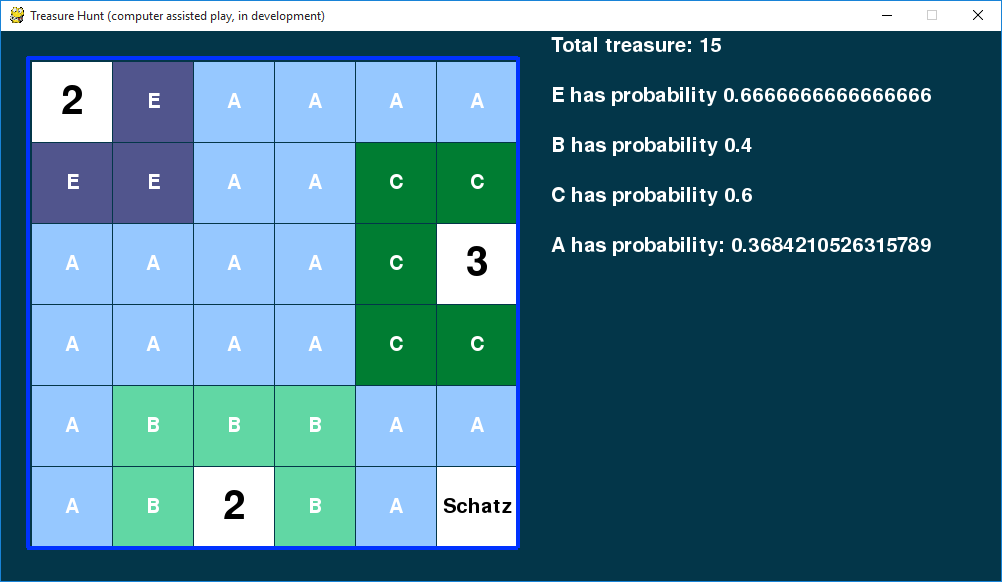 Treasure Hunt (computer assisted play, in development)
2 E A A A A
E E A A C C
A A A A C 3
A A A A C C
A B B B A A
A B 2 B A Schatz
Total treasure: 15
E has probability 0.6666666666666666
B has probability 0.4
C has probability 0.6
A has probability: 0.3684210526315789